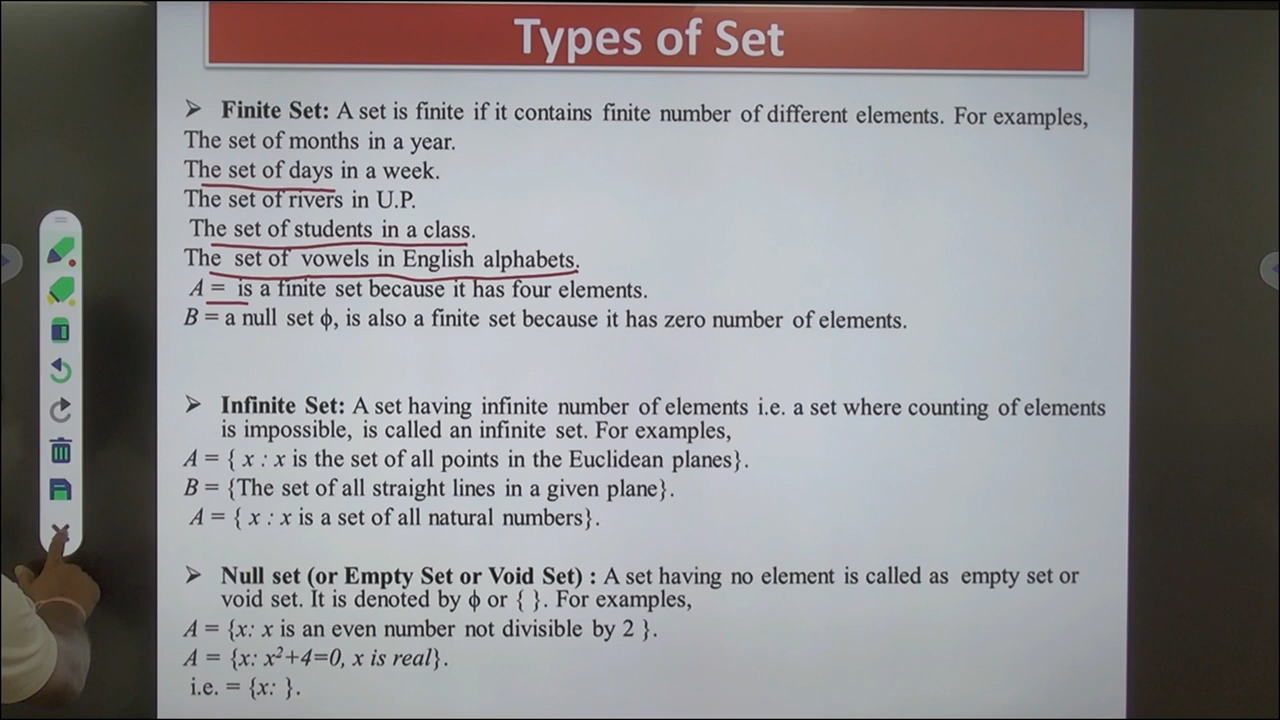 Types of Set
➢ Finite Set: A set is finite if it contains finite number of different elements. For examples,
The set of months in a year.
The set of days in a week.
The set of rivers in U.P.
The set of students in a class.
The set of vowels in English alphabets.
A = is a finite set because it has four elements.
B = a null set ϕ, is also a finite set because it has zero number of elements.
➢ Infinite Set: A set having infinite number of elements i.e. a set where counting of elements
is impossible, is called an infinite set. For examples,
A = { x : x is the set of all points in the Euclidean planes}.
B = {The set of all straight lines in a given plane}.
A = { x : x is a set of all natural numbers}.
➢ Null set (or Empty Set or Void Set) : A set having no element is called as empty set or
void set. It is denoted by ϕ or { }. For examples,
A = {x: x is an even number not divisible by 2 }.
A = {x: x²+4=0, x is real}.
i.e. = {x: }.